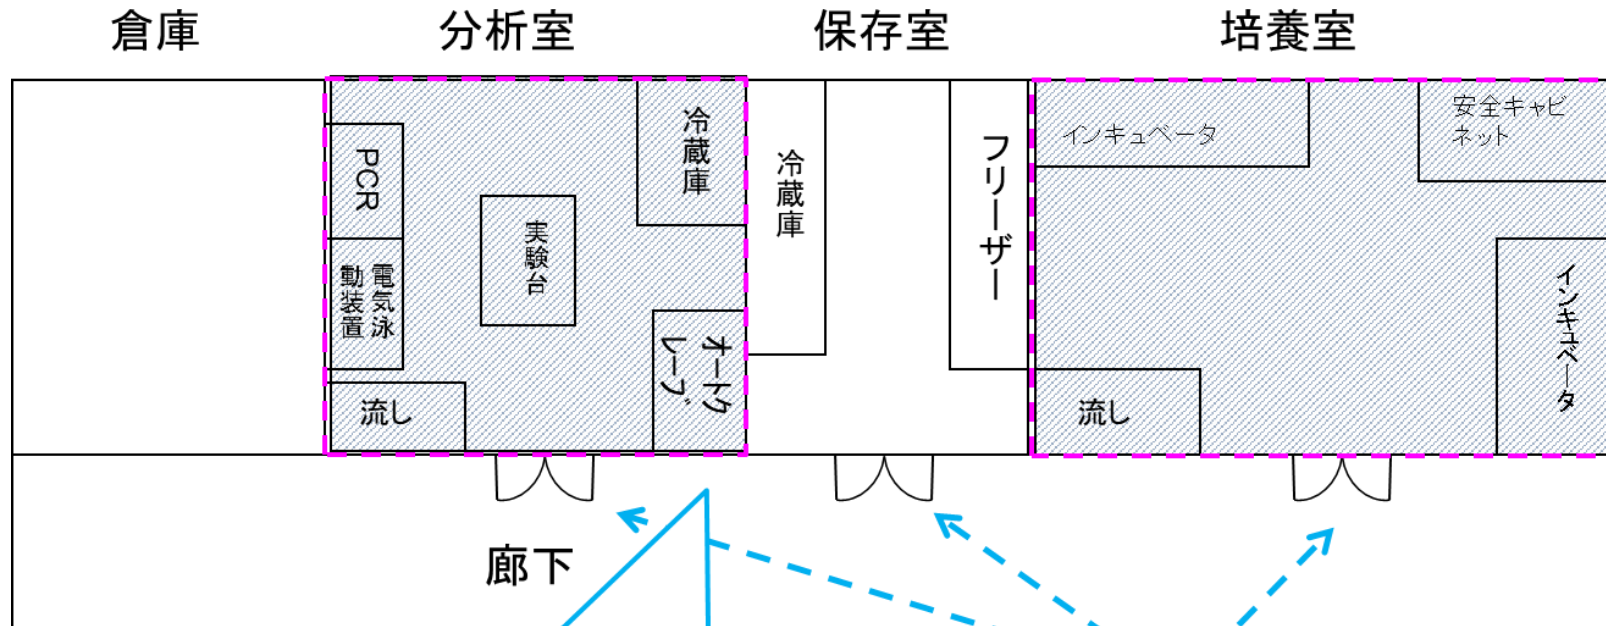 倉庫
分析室
保存室
培養室
PCR
電気泳
動装置
流し
実験台
冷蔵庫
オートク
レーブ
冷蔵庫
フリーザー
インキュベータ
安全キャビ
ネット
インキュベータ
流し
廊下